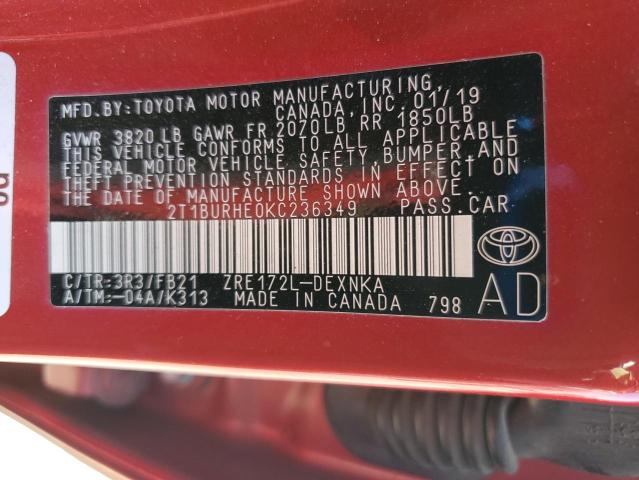 MFD.BY:TOYOTA MOTOR MANUFACTURING,
CANADA, INC. 01/19
GVWR 3820 LB GAWR FR 2020LB RR 1850LB
THIS VEHICLE CONFORMS TO ALL APPLICABLE
FEDERAL MOTOR VEHICLE SAFETY, BUMPER, AND
THEFT PREVENTION STANDARDS IN EFFECT ON
THE DATE OF MANUFACTURE SHOWN ABOVE.
2T1BURHE0KC236349 PASS.CAR
C/TR:3R3/FB21 ZRE172L-DEXNKA
A/TM:-04A/K313 MADE IN CANADA 798
AD